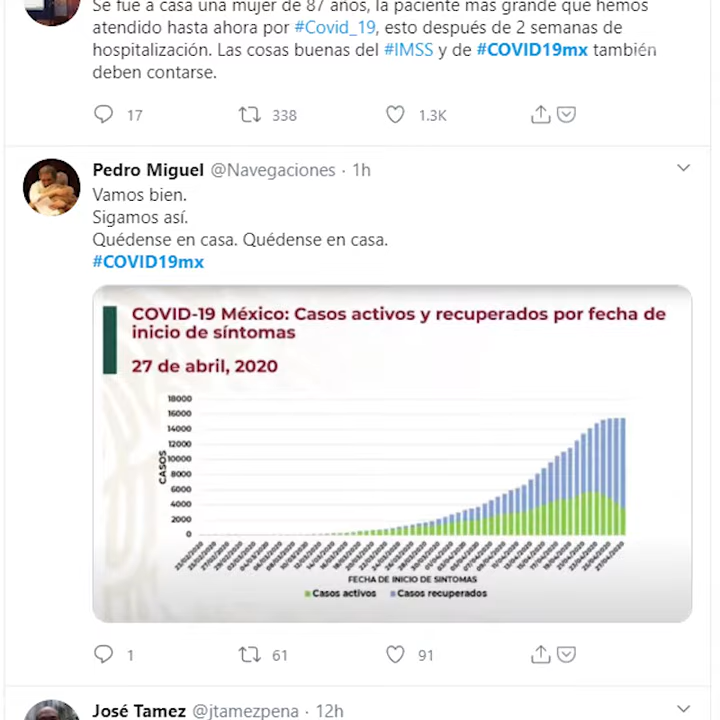 Se fue a casa una mujer de 87 años, la paciente más grande que hemos
atendido hasta ahora por #Covid_19, esto después de 2 semanas de
hospitalización. Las cosas buenas del #IMSS y de #COVID19mx también
deben contarse.
17 338 1.3K
Pedro Miguel @Navegaciones · 1h
Vamos bien.
Sigamos así.
Quédense en casa. Quédense en casa.
#COVID19mx
COVID-19 México: Casos activos y recuperados por fecha de
inicio de síntomas
27 de abril, 2020
18000
16000
14000
12000
10000
8000
6000
4000
2000
0
CASOS
FECHA DE INICIO DE SINTOMAS
Casos activos Casos recuperados
1 61 91
José Tamez @jtamezpena · 12h